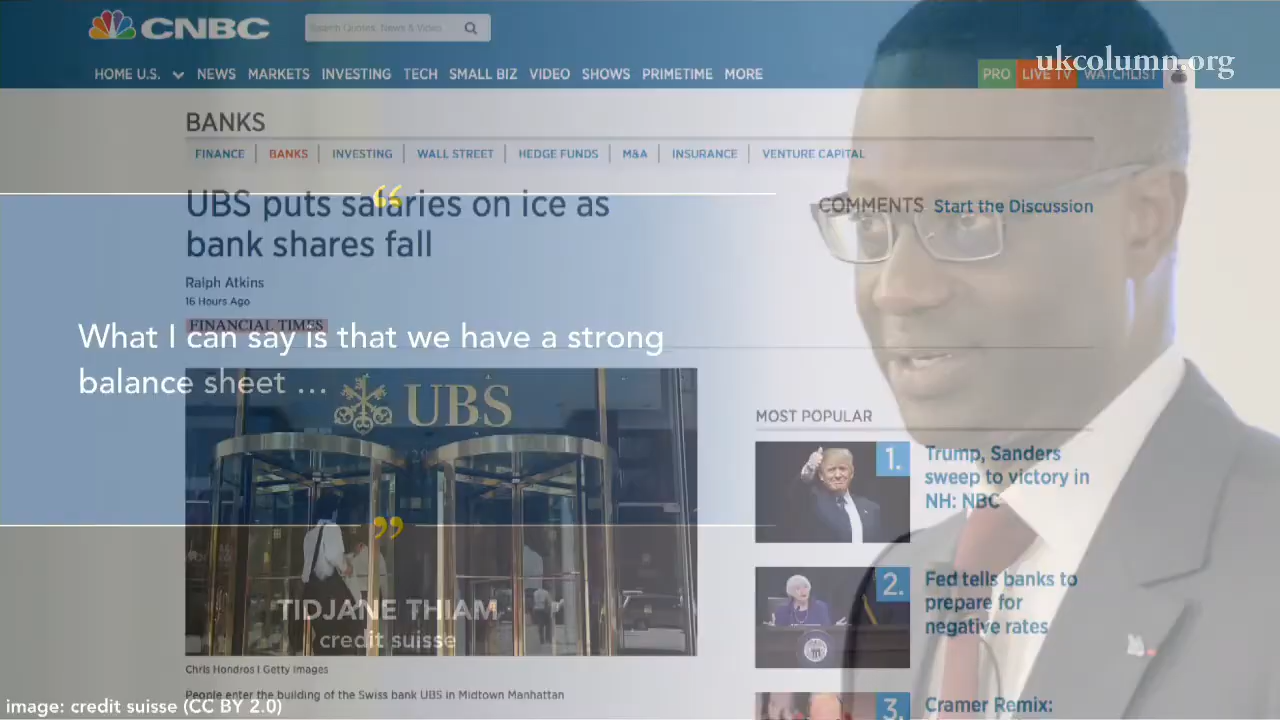 CNBC
Search Quotes, News & Video
ukcolumn.org
HOME U.S. NEWS MARKETS INVESTING TECH SMALL BIZ VIDEO SHOWS PRIMETIME MORE
PRO LIVE TV WATCHLIST
BANKS
FINANCE BANKS INVESTING WALL STREET HEDGE FUNDS M&A INSURANCE VENTURE CAPITAL
UBS puts salaries on ice as
bank shares fall
COMMENTS Start the Discussion
Ralph Atkins
16 Hours Ago
FINANCIAL TIMES
“
What I can say is that we have a strong
balance sheet ...
”
TIDJANE THIAM
credit suisse
UBS
Chris Hondros | Getty Images
People enter the building of the Swiss bank UBS in Midtown Manhattan
MOST POPULAR
1. Trump, Sanders
sweep to victory in
NH: NBC
2. Fed tells banks to
prepare for
negative rates
3. Cramer Remix:
image: credit suisse (CC BY 2.0)